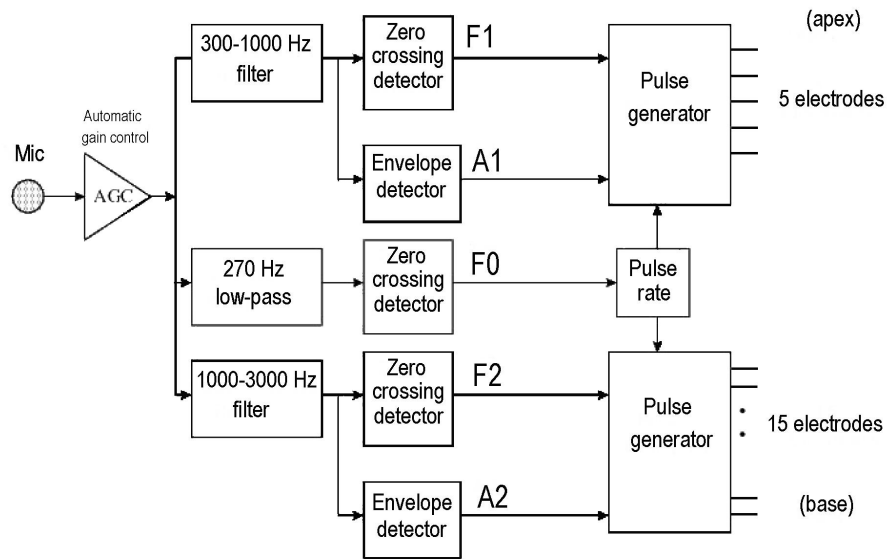 (apex)
300-1000 Hz
filter
Zero
crossing
detector
F1
Pulse
generator
5 electrodes
Automatic
gain control
Mic
AGC
Envelope
detector
A1
270 Hz
low-pass
Zero
crossing
detector
F0
Pulse
rate
1000-3000 Hz
filter
Zero
crossing
detector
F2
Pulse
generator
15 electrodes
Envelope
detector
A2
(base)